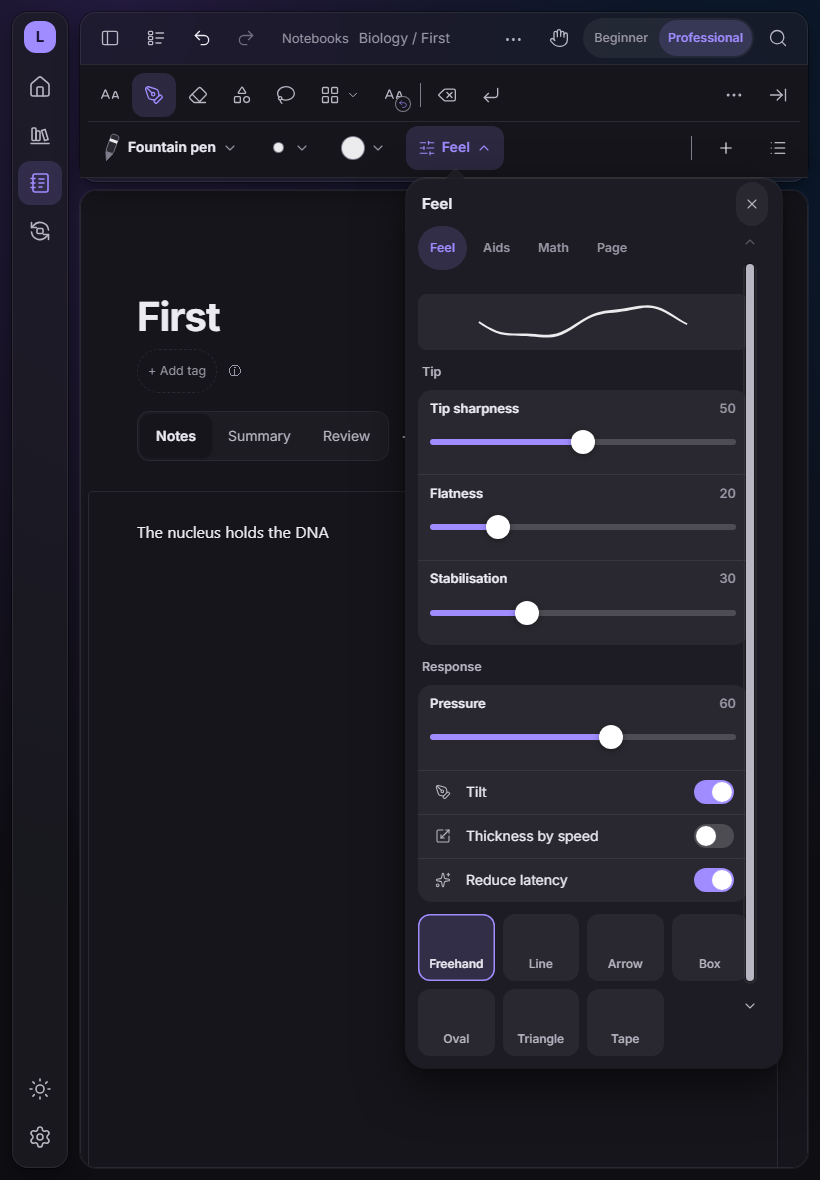 L
Notebooks Biology / First
Beginner Professional
AA
AA
Fountain pen
Feel
Feel
Feel Aids Math Page
First
+ Add tag
Notes Summary Review
The nucleus holds the DNA
Tip
Tip sharpness 50
Flatness 20
Stabilisation 30
Response
Pressure 60
Tilt
Thickness by speed
Reduce latency
Freehand Line Arrow Box
Oval Triangle Tape